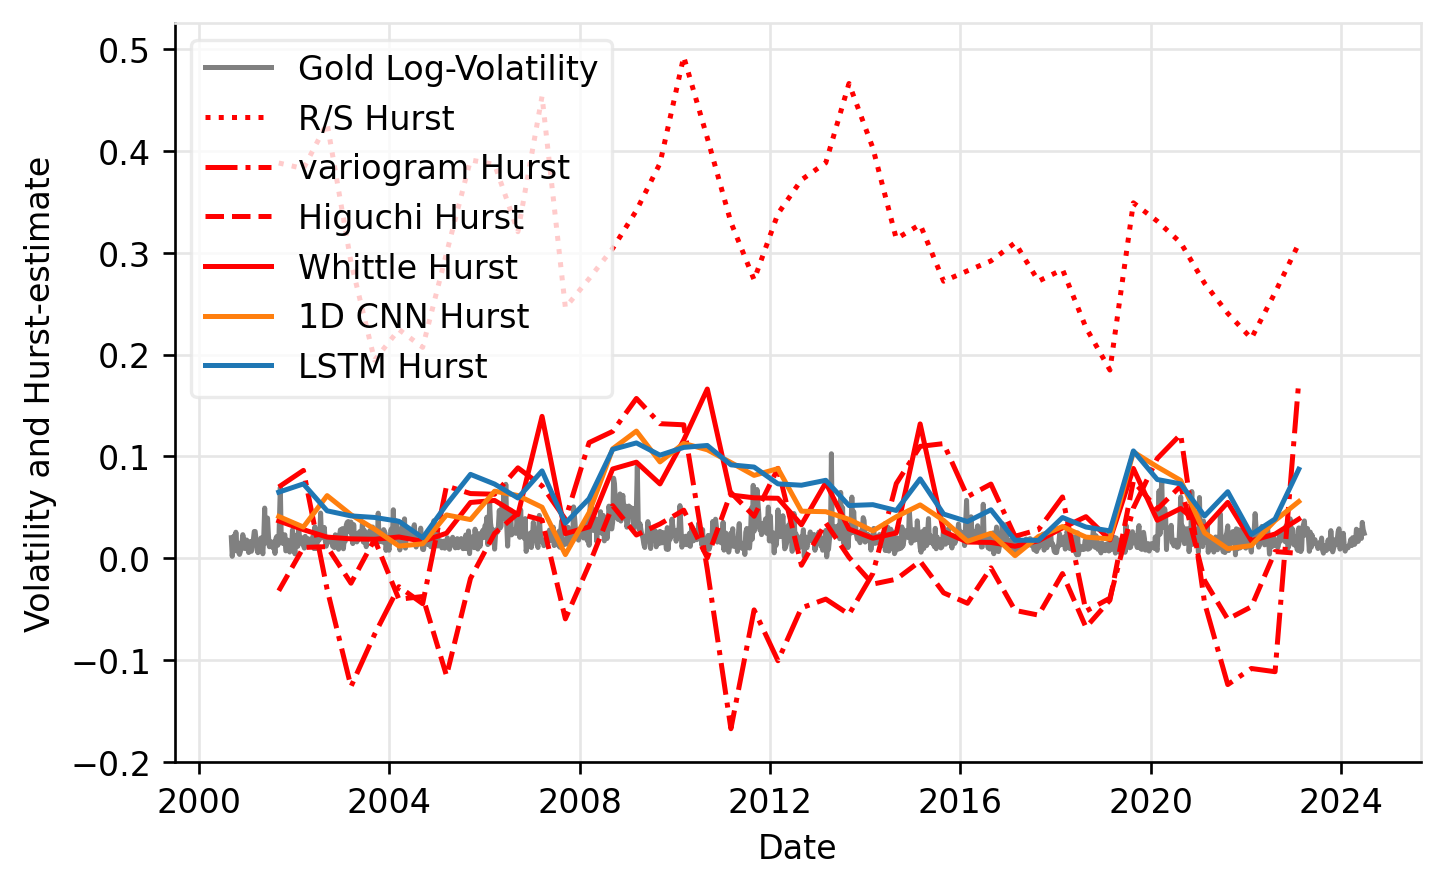 Gold Log-Volatility
R/S Hurst
variogram Hurst
Higuchi Hurst
Whittle Hurst
1D CNN Hurst
LSTM Hurst
Volatility and Hurst-estimate
0.5
0.4
0.3
0.2
0.1
0.0
−0.1
−0.2
2000 2004 2008 2012 2016 2020 2024
Date